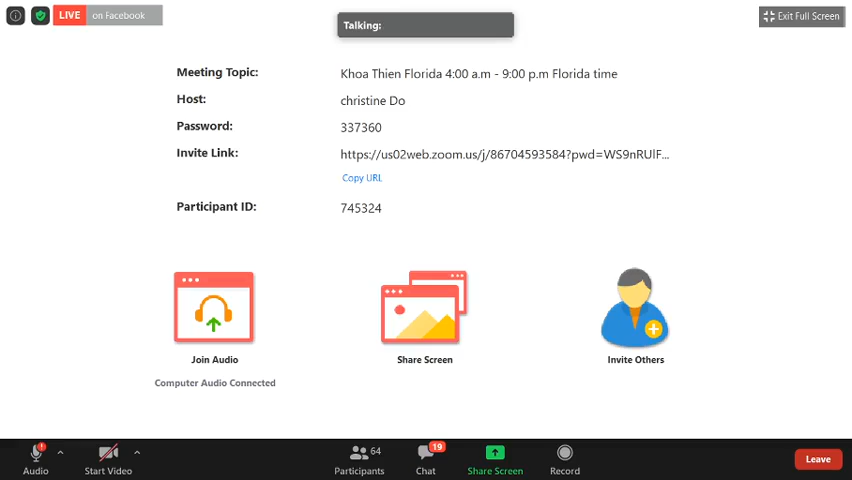 LIVE on Facebook
Talking:
Exit Full Screen
Meeting Topic: Khoa Thien Florida 4:00 a.m - 9:00 p.m Florida time
Host: christine Do
Password: 337360
Invite Link: https://us02web.zoom.us/j/86704593584?pwd=WS9nRUlF...
Copy URL
Participant ID: 745324
Join Audio
Share Screen
Invite Others
Computer Audio Connected
64
19
Audio
Start Video
Participants
Chat
Share Screen
Record
Leave